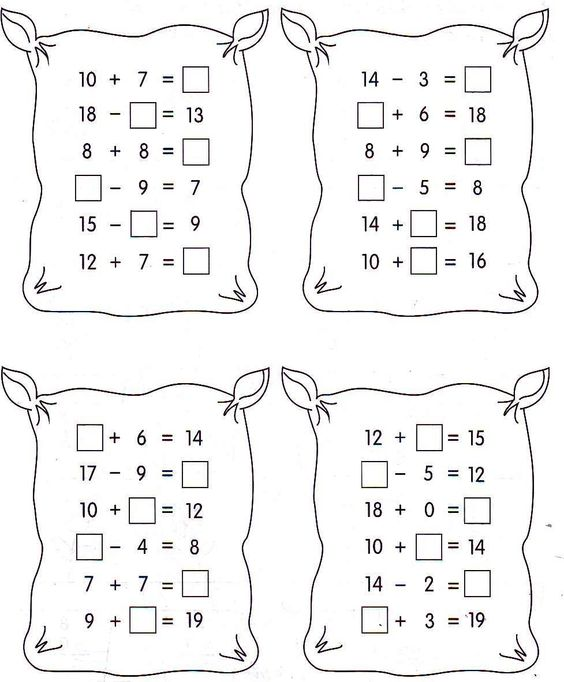 10 + 7 = □
18 − □ = 13
8 + 8 = □
□ − 9 = 7
15 − □ = 9
12 + 7 = □
14 − 3 = □
□ + 6 = 18
8 + 9 = □
□ − 5 = 8
14 + □ = 18
10 + □ = 16
□ + 6 = 14
17 − 9 = □
10 + □ = 12
□ − 4 = 8
7 + 7 = □
9 + □ = 19
12 + □ = 15
□ − 5 = 12
18 + 0 = □
10 + □ = 14
14 − 2 = □
□ + 3 = 19